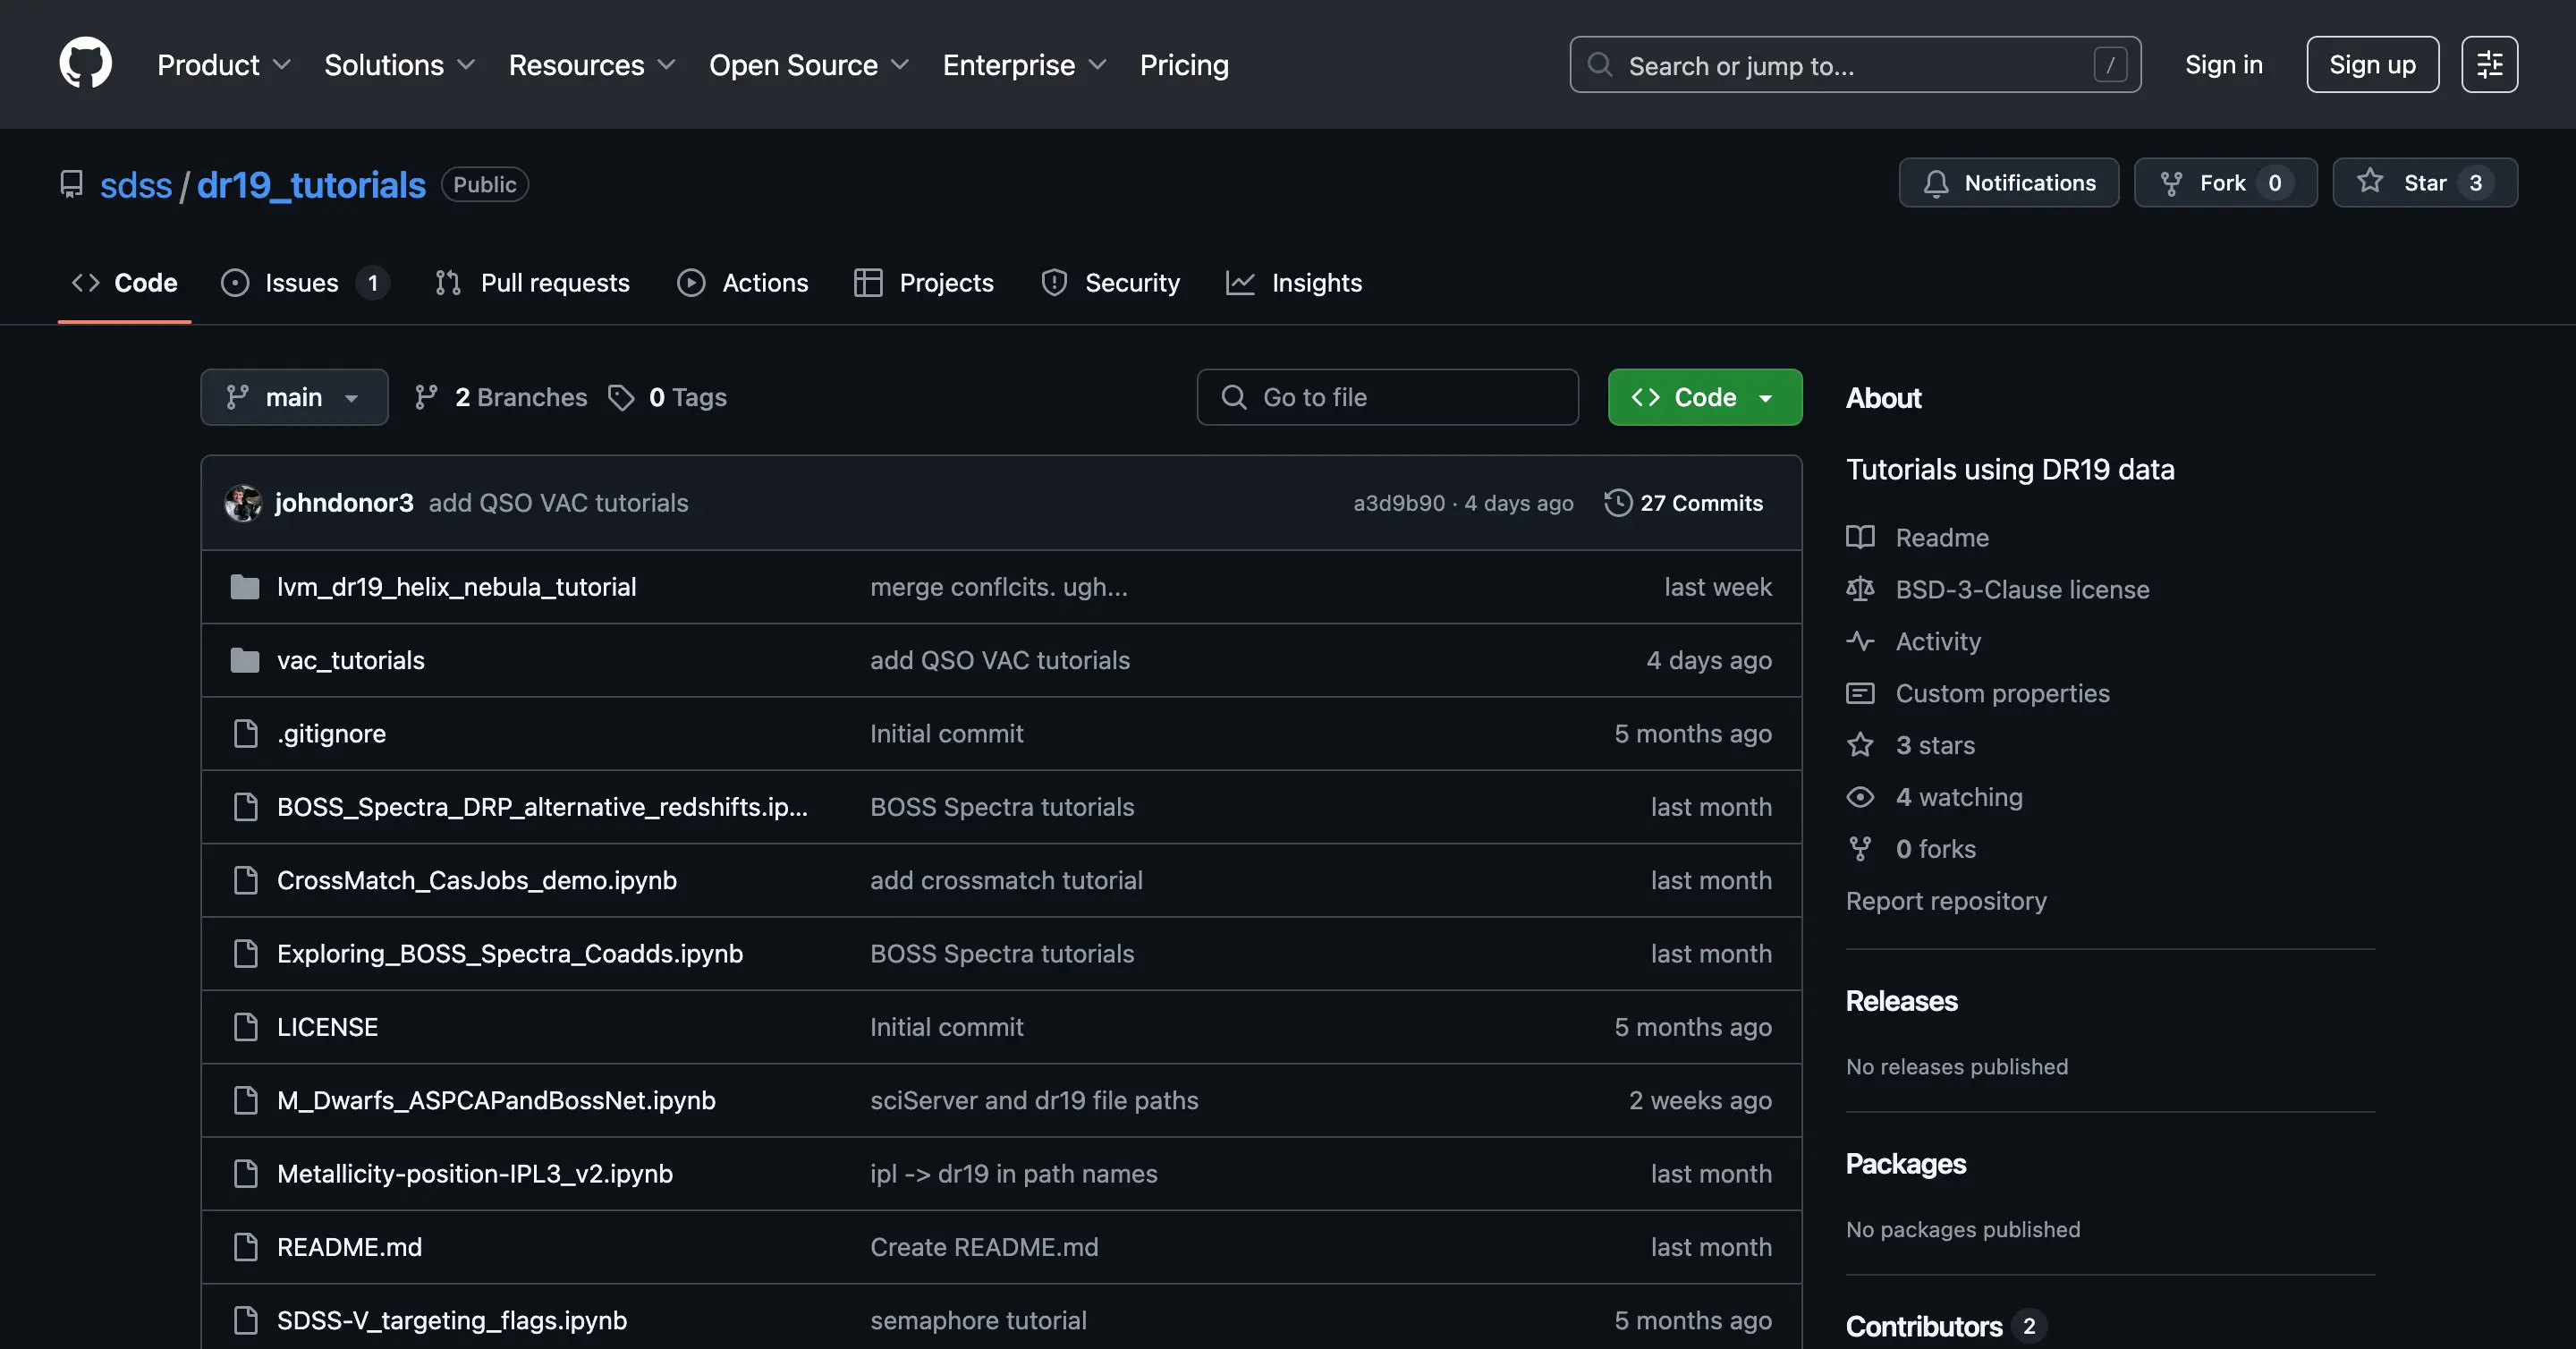 Product Solutions Resources Open Source Enterprise Pricing Search or jump to... / Sign in Sign up
sdss / dr19_tutorials Public Notifications Fork 0 Star 3
Code Issues 1 Pull requests Actions Projects Security Insights
main 2 Branches 0 Tags Go to file Code
johndonor3 add QSO VAC tutorials a3d9b90 · 4 days ago 27 Commits
lvm_dr19_helix_nebula_tutorial merge conflcits. ugh... last week
vac_tutorials add QSO VAC tutorials 4 days ago
.gitignore Initial commit 5 months ago
BOSS_Spectra_DRP_alternative_redshifts.ip... BOSS Spectra tutorials last month
CrossMatch_CasJobs_demo.ipynb add crossmatch tutorial last month
Exploring_BOSS_Spectra_Coadds.ipynb BOSS Spectra tutorials last month
LICENSE Initial commit 5 months ago
M_Dwarfs_ASPCAPandBossNet.ipynb sciServer and dr19 file paths 2 weeks ago
Metallicity-position-IPL3_v2.ipynb ipl -> dr19 in path names last month
README.md Create README.md last month
SDSS-V_targeting_flags.ipynb semaphore tutorial 5 months ago
About
Tutorials using DR19 data
Readme
BSD-3-Clause license
Activity
Custom properties
3 stars
4 watching
0 forks
Report repository
Releases
No releases published
Packages
No packages published
Contributors 2